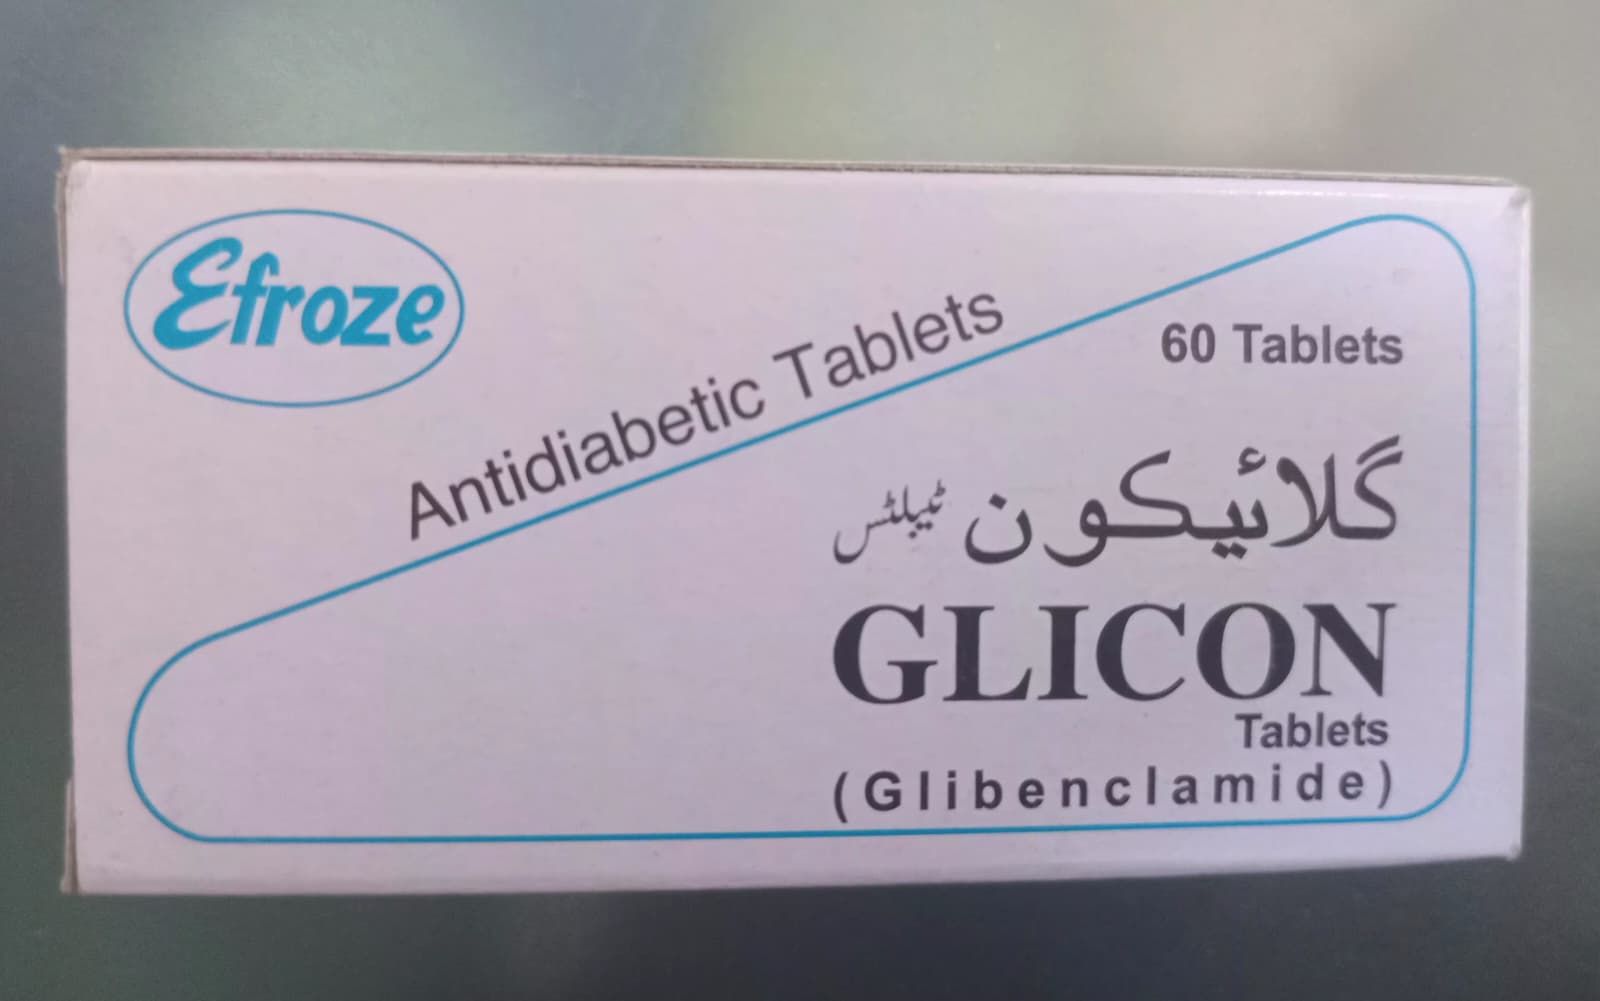 Efroze
Antidiabetic Tablets
60 Tablets
گلائیکون ٹیبلٹس
GLICON
Tablets
(Glibenclamide)